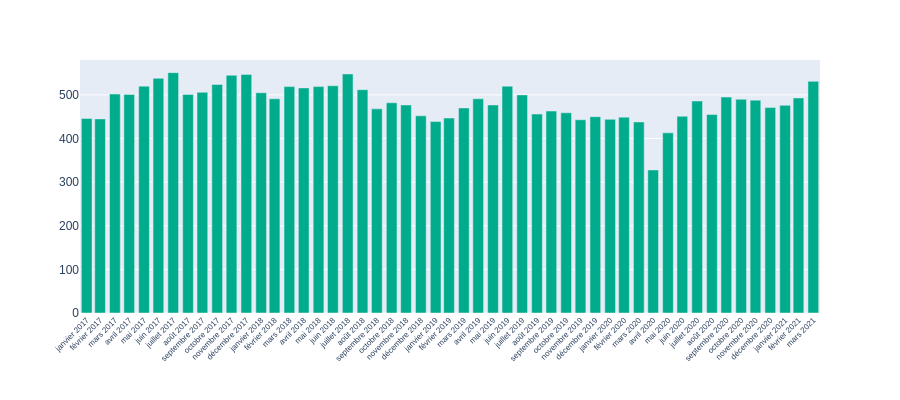 500
400
300
200
100
0
janvier 2017
février 2017
mars 2017
avril 2017
mai 2017
juin 2017
juillet 2017
août 2017
septembre 2017
octobre 2017
novembre 2017
décembre 2017
janvier 2018
février 2018
mars 2018
avril 2018
mai 2018
juin 2018
juillet 2018
août 2018
septembre 2018
octobre 2018
novembre 2018
décembre 2018
janvier 2019
février 2019
mars 2019
avril 2019
mai 2019
juin 2019
juillet 2019
août 2019
septembre 2019
octobre 2019
novembre 2019
décembre 2019
janvier 2020
février 2020
mars 2020
avril 2020
mai 2020
juin 2020
juillet 2020
août 2020
septembre 2020
octobre 2020
novembre 2020
décembre 2020
janvier 2021
février 2021
mars 2021